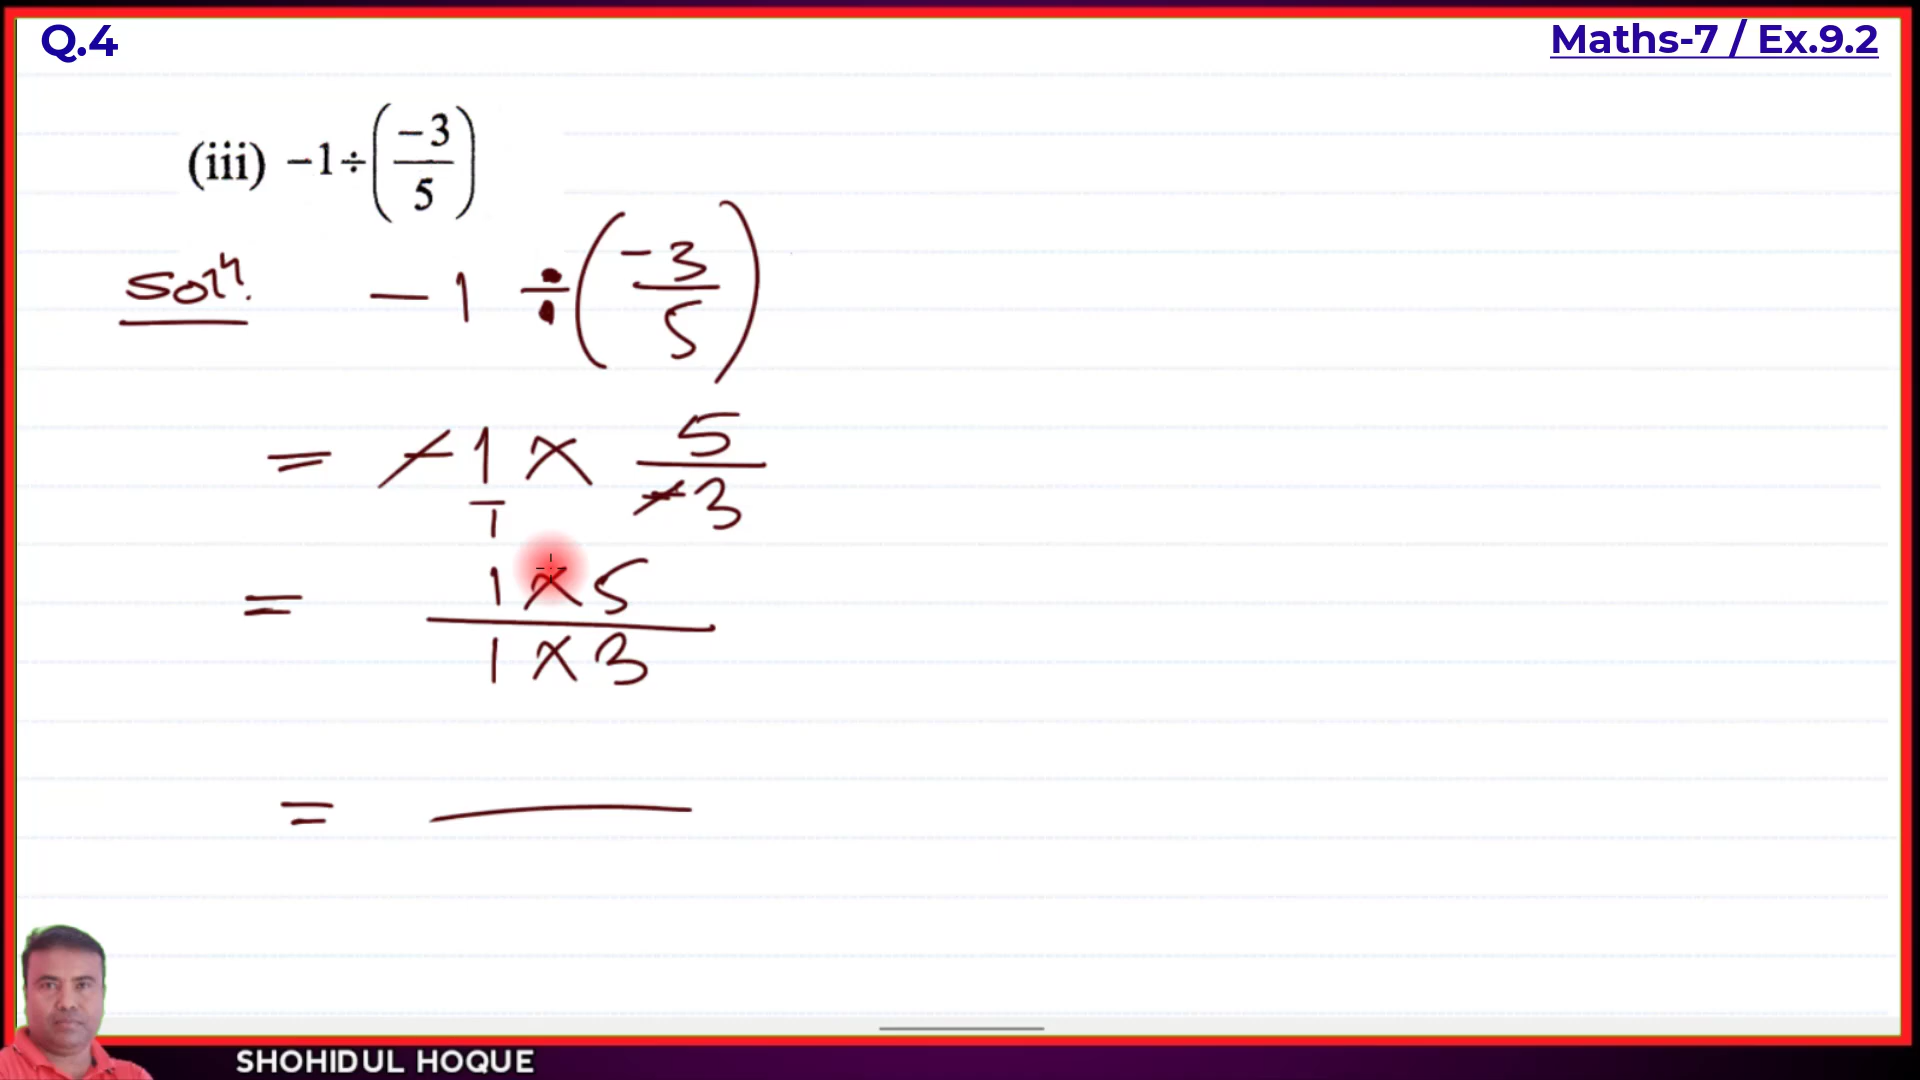 Q.4
Maths-7 / Ex.9.2
(iii) −1÷(−3/5)
Solⁿ. −1 ÷ (−3/5)
= −1/1 × 5/−3
= 1×5/1×3
=
SHOHIDUL HOQUE